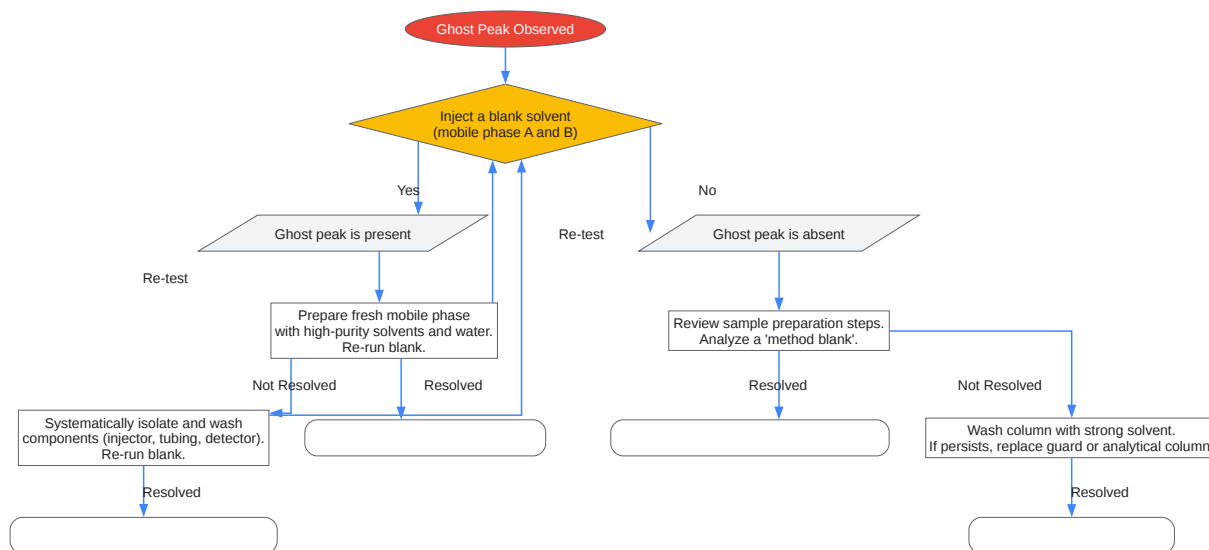 Ghost Peak Observed
Inject a blank solvent
(mobile phase A and B)
Yes
No
Ghost peak is present
Re-test
Ghost peak is absent
Re-test
Prepare fresh mobile phase
with high-purity solvents and water.
Re-run blank.
Review sample preparation steps.
Analyze a 'method blank'.
Not Resolved
Resolved
Resolved
Not Resolved
Systematically isolate and wash
components (injector, tubing, detector).
Re-run blank.
Wash column with strong solvent.
If persists, replace guard or analytical column
Resolved
Resolved